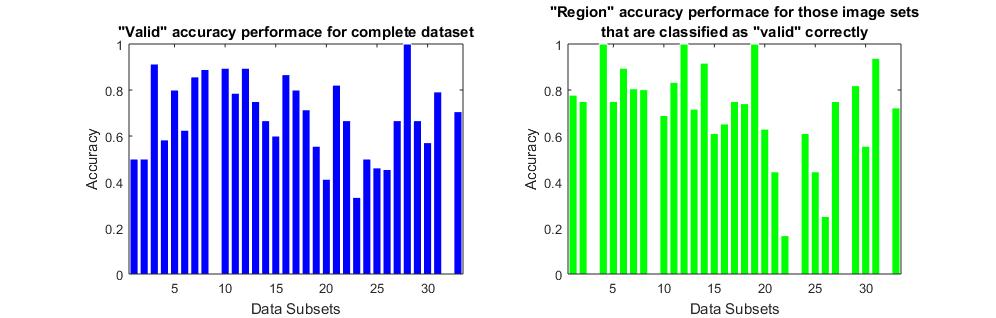 "Valid" accuracy performace for complete dataset
1
0.8
0.6
0.4
0.2
0
Accuracy
5 10 15 20 25 30
Data Subsets
"Region" accuracy performace for those image sets
that are classified as "valid" correctly
1
0.8
0.6
0.4
0.2
0
Accuracy
5 10 15 20 25 30
Data Subsets